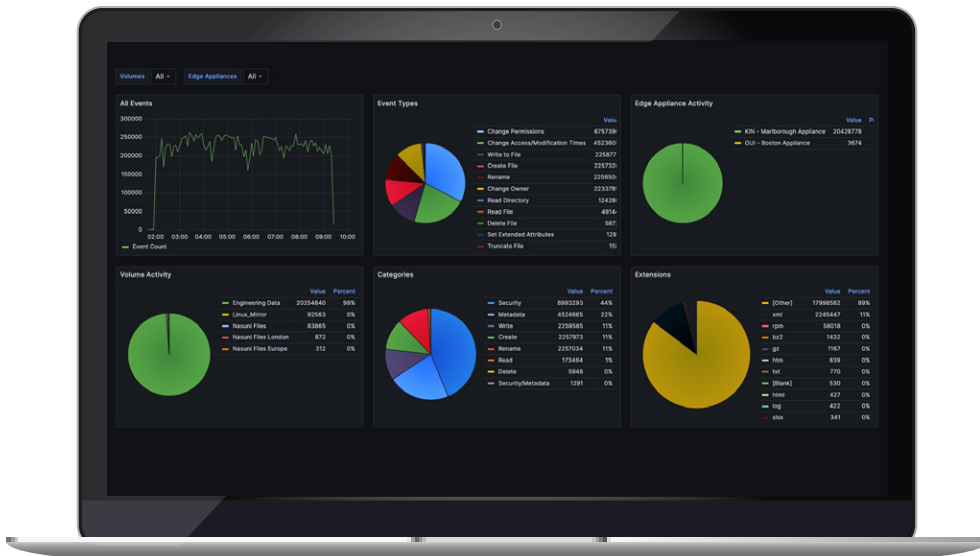 Volumes All Edge Appliances All
All Events
300000
250000
200000
150000
100000
50000
0
02:00 03:00 04:00 05:00 06:00 07:00 08:00 09:00 10:00
Event Count
Event Types
Valu
Change Permissions
Change Access/Modification Times
Write to File 225877
Create File
Rename
Change Owner
Read Directory
Read File
Delete File
Set Extended Attributes 129
Truncate File
Edge Appliance Activity
Value P
KIN - Marlborough Appliance 20428778
OUI - Boston Appliance 3674
Volume Activity
Value Percent
Engineering Data 20254840 99%
Linux_Mirror 92563 0%
Nasuni Files 83865 0%
Nasuni Files London 872 0%
Nasuni Files Europe 312 0%
Categories
Value Percent
Security 8993293 44%
Metadata 4524665 22%
Write 2258585 11%
Create 2257973 11%
Rename 2257034 11%
Read 173464 1%
Delete 5948 0%
Security/Metadata 1291 0%
Extensions
Value Percent
[Other] 17998582 89%
xml 2245447 11%
rpm 58018 0%
bz2 1432 0%
gz 1167 0%
htm 839 0%
txt 770 0%
[Blank] 530 0%
html 427 0%
log 422 0%
xlsx 341 0%